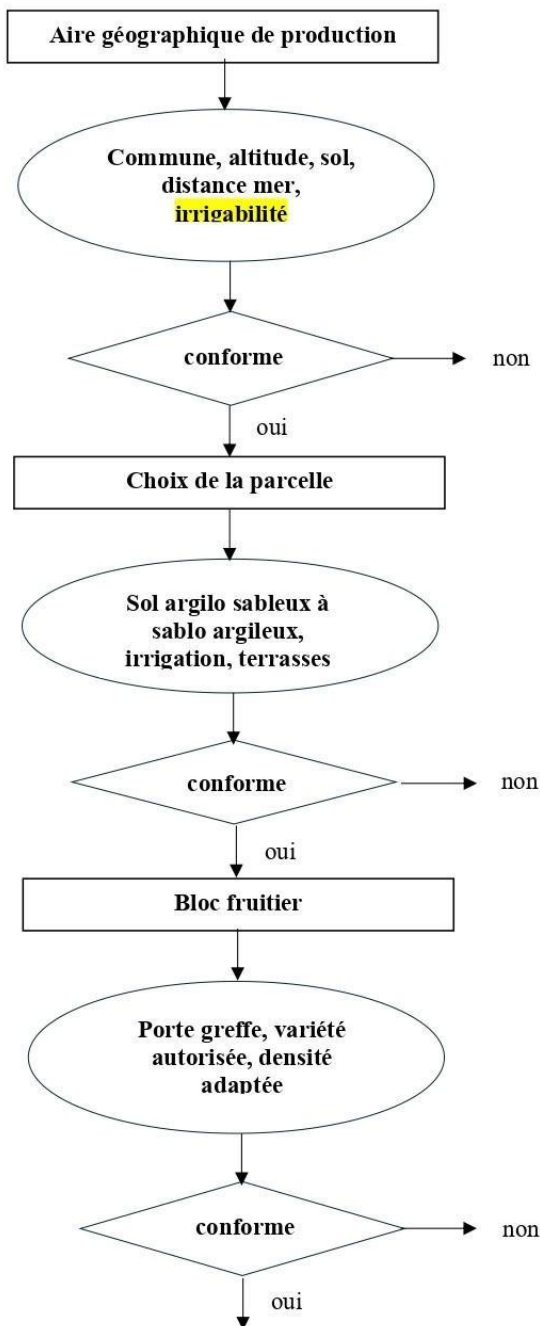 Aire géographique de production
Commune, altitude, sol,
distance mer,
irrigabilité
conforme
non
oui
Choix de la parcelle
Sol argilo sableux à
sablo argileux,
irrigation, terrasses
conforme
non
oui
Bloc fruitier
Porte greffe, variété
autorisée, densité
adaptée
conforme
non
oui